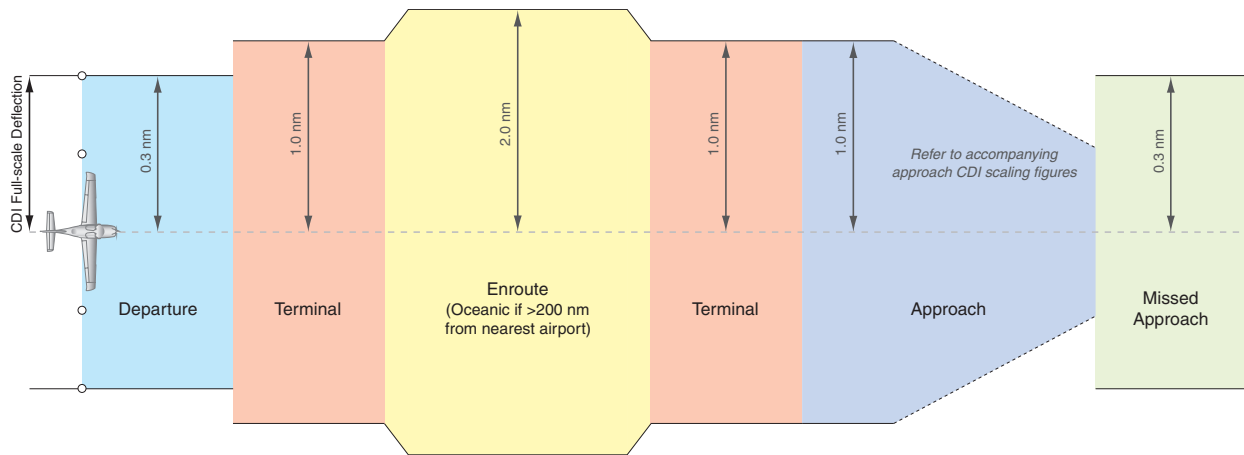 CDI Full-scale Deflection
0.3 nm
Departure
1.0 nm
Terminal
2.0 nm
Enroute
(Oceanic if >200 nm
from nearest airport)
1.0 nm
Terminal
1.0 nm
Refer to accompanying
approach CDI scaling figures
Approach
0.3 nm
Missed
Approach